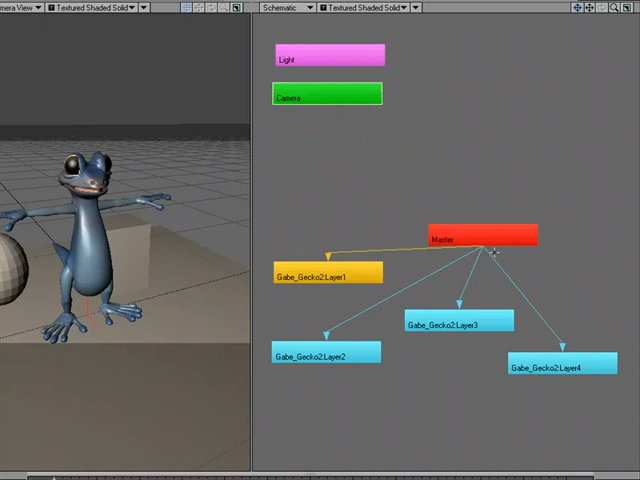 mera View
Textured Shaded Solid
Schematic
Textured Shaded Solid
Light
Camera
Master
Gabe_Gecko2:Layer1
Gabe_Gecko2:Layer3
Gabe_Gecko2:Layer2
Gabe_Gecko2:Layer4